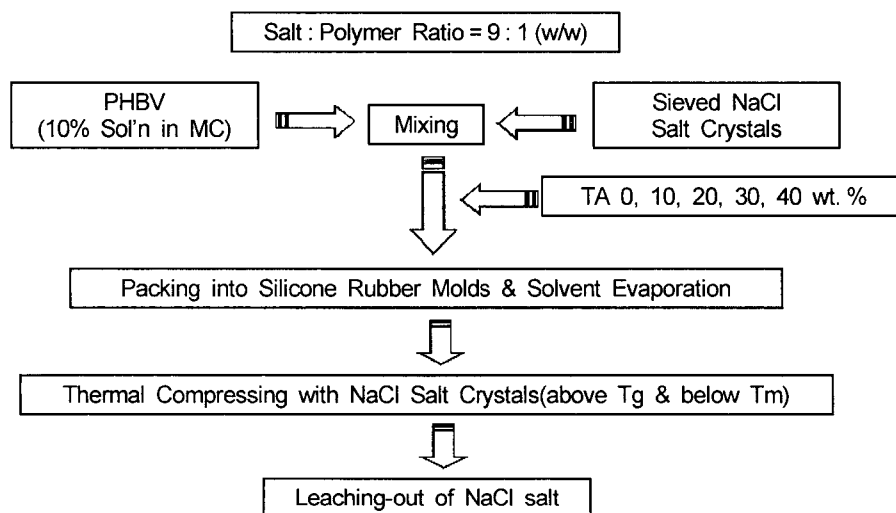 Salt : Polymer Ratio = 9 : 1 (w/w)
PHBV
(10% Sol'n in MC)
Mixing
Sieved NaCl
Salt Crystals
TA 0, 10, 20, 30, 40 wt. %
Packing into Silicone Rubber Molds & Solvent Evaporation
Thermal Compressing with NaCl Salt Crystals(above Tg & below Tm)
Leaching-out of NaCl salt